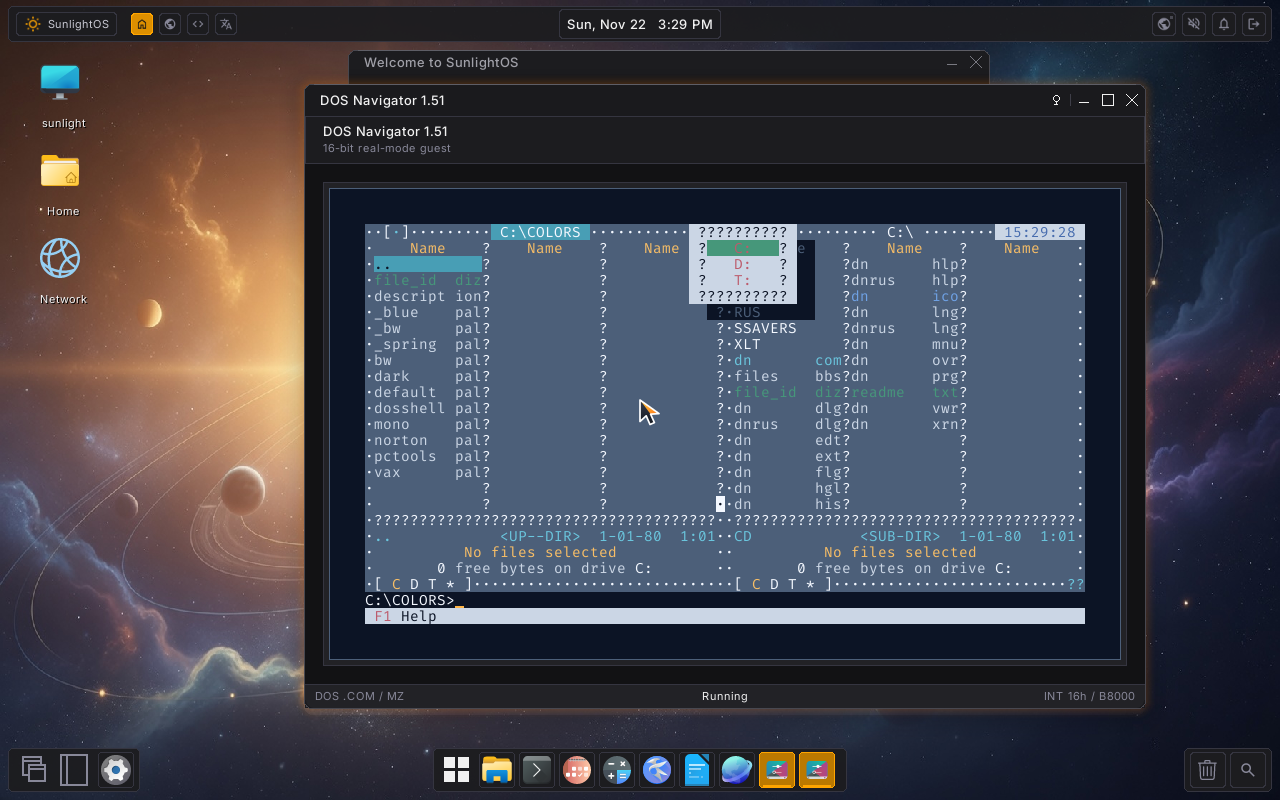 SunlightOS
Sun, Nov 22 3:29 PM
Welcome to SunlightOS
sunlight
Home
Network
DOS Navigator 1.51
DOS Navigator 1.51
16-bit real-mode guest
··[·]········· C:\COLORS ··········· ?????????? ········· C:\ ········ 15:29:28
· Name ? Name ? Name ? ? e ? Name ? Name ·
·.. ? ? ? D: ? ?dn hlp? ·
·file_id diz? ? ? T: ? ?dnrus hlp? ·
·descript ion? ? ?????????? ?dn ico? ·
·_blue pal? ? ?·RUS ?dn lng? ·
·_bw pal? ? ?·SSAVERS ?dnrus lng? ·
·_spring pal? ? ?·XLT ?dn mnu? ·
·bw pal? ? ?·dn com?dn ovr? ·
·dark pal? ? ?·files bbs?dn prg? ·
·default pal? ? ?·file_id diz?readme txt? ·
·dosshell pal? ? ?·dn dlg?dn vwr? ·
·mono pal? ? ?·dnrus dlg?dn xrn? ·
·norton pal? ? ?·dn edt? ? ·
·pctools pal? ? ?·dn ext? ? ·
·vax pal? ? ?·dn flg? ? ·
· ? ? ?·dn hgl? ? ·
· ? ? ··dn his? ? ·
·??????????????????????????????????????··??????????????????????????????????????·
·.. <UP--DIR> 1-01-80 1:01··CD <SUB-DIR> 1-01-80 1:01·
· No files selected ·· No files selected ·
· 0 free bytes on drive C: ·· 0 free bytes on drive C: ·
·[ C D T * ]·····························[ C D T * ]··························??
C:\COLORS>_
F1 Help
DOS .COM / MZ
Running
INT 16h / B8000